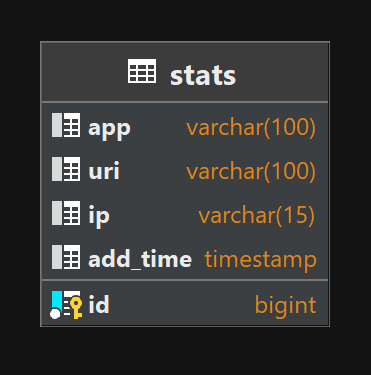 stats
app varchar(100)
uri varchar(100)
ip varchar(15)
add_time timestamp
id bigint